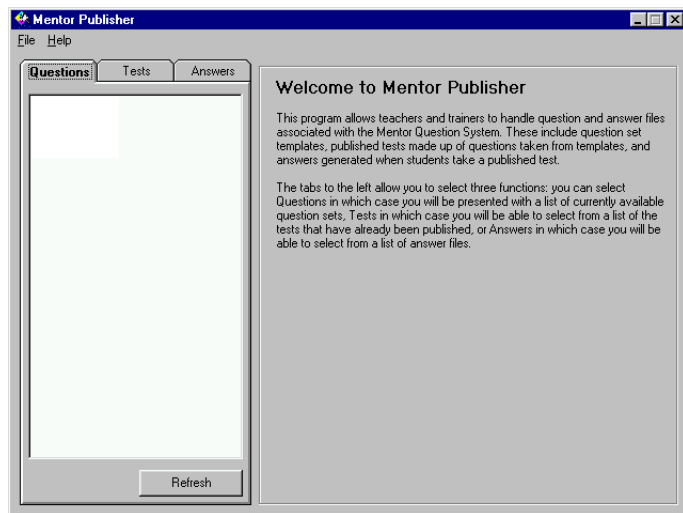 Mentor Publisher
File Help
Questions Tests Answers
Welcome to Mentor Publisher
This program allows teachers and trainers to handle question and answer files
associated with the Mentor Question System. These include question set
templates, published tests made up of questions taken from templates, and
answers generated when students take a published test.
The tabs to the left allow you to select three functions: you can select
Questions in which case you will be presented with a list of currently available
question sets, Tests in which case you will be able to select from a list of the
tests that have already been published, or Answers in which case you will be
able to select from a list of answer files.
Refresh